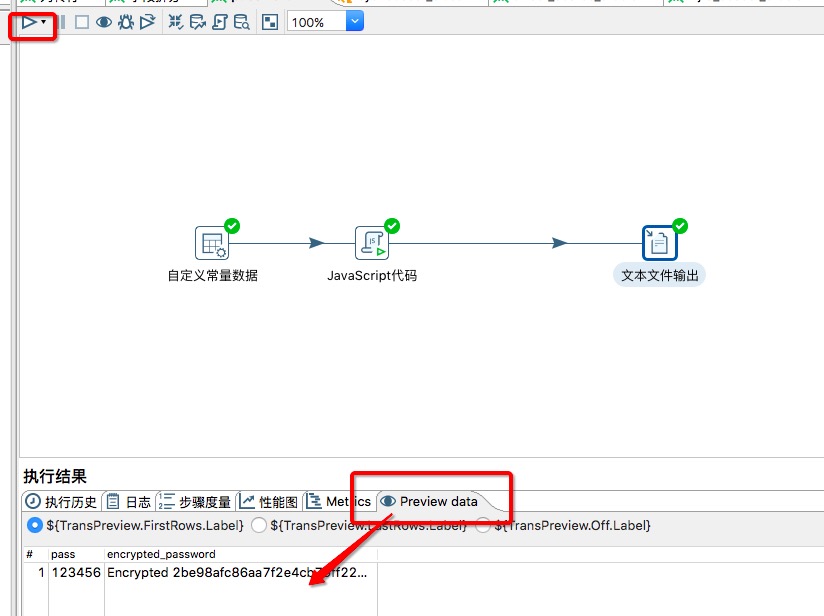 100%
自定义常量数据
JavaScript代码
文本文件输出
执行结果
执行历史 日志 步骤度量 性能图 Metrics Preview data
${TransPreview.FirstRows.Label} ${TransPreview.LastRows.Label} ${TransPreview.Off.Label}
# pass encrypted_password
1 123456 Encrypted